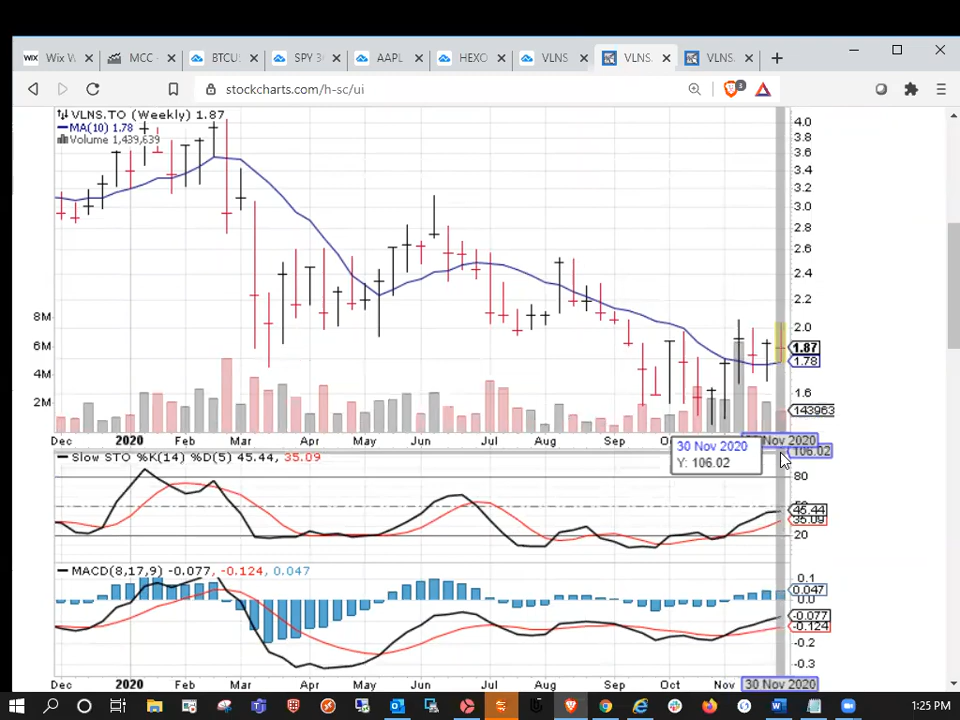 WIX Wix W
MCC -
BTCU:
SPY 3
AAPL
HEXO
VLNS
VLNS.
VLNS.
stockcharts.com/h-sc/ui
3
VLNS.TO (Weekly) 1.87
MA(10) 1.78
Volume 1,439,639
4.0
3.8
3.6
3.4
3.2
3.0
2.8
2.6
2.4
2.2
2.0
1.87
1.78
1.6
143963
8M
6M
4M
2M
Dec 2020 Feb Mar Apr May Jun Jul Aug Sep Nov 2020
106.02
30 Nov 2020
Y: 106.02
Slow STO %K(14) %D(5) 45.44, 35.09
80
50
45.44
35.09
20
MACD(8,17,9) -0.077, -0.124, 0.047
0.1
0.047
0.0
-0.077
-0.124
-0.2
-0.3
Dec 2020 Feb Mar Apr May Jun Jul Aug Sep Oct Nov 30 Nov 2020
1:25 PM